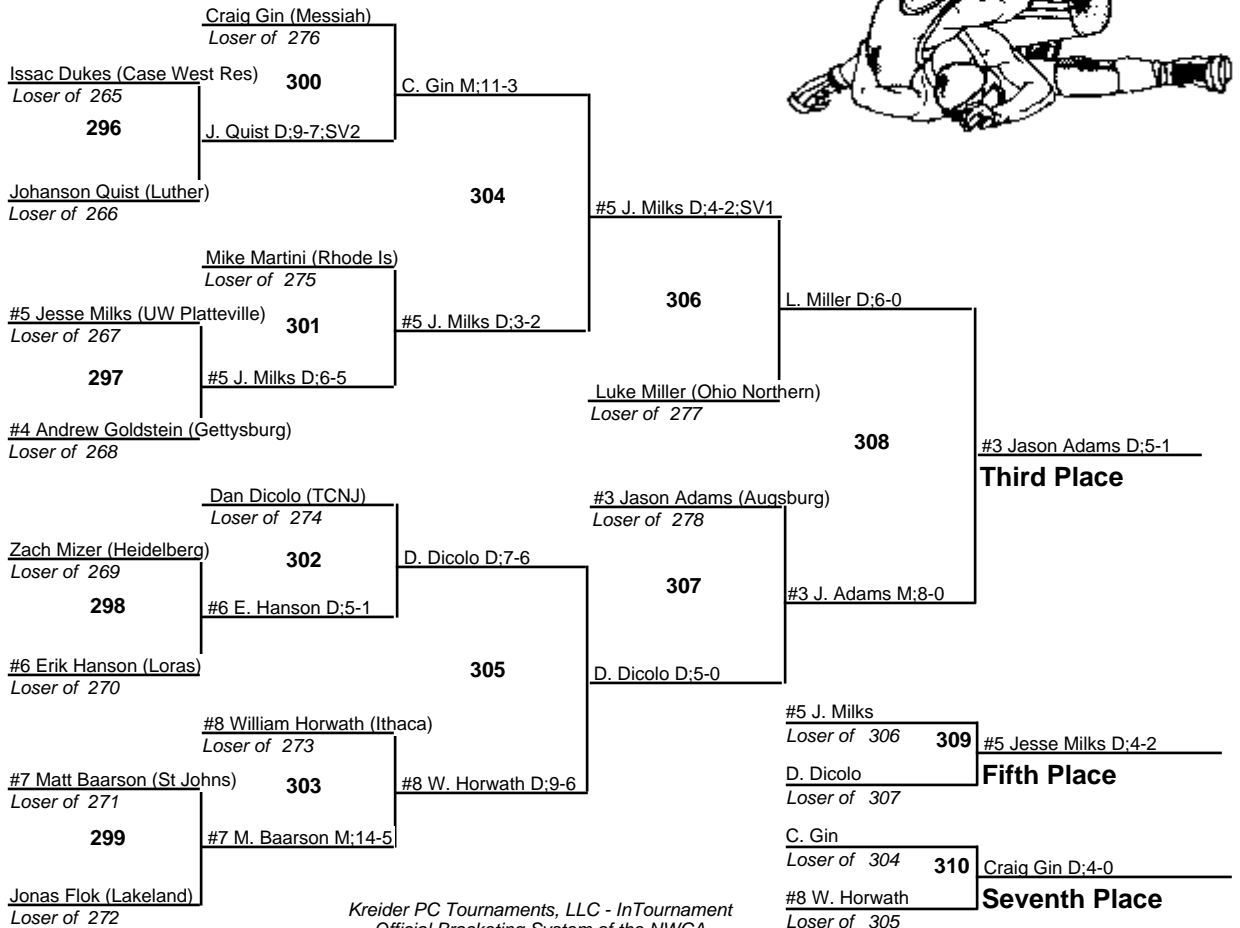 Craig Gin (Messiah)
Loser of 276
Issac Dukes (Case West Res)
Loser of 265
300
C. Gin M;11-3
296
J. Quist D;9-7;SV2
Johanson Quist (Luther)
Loser of 266
304
#5 J. Milks D;4-2;SV1
Mike Martini (Rhode Is)
Loser of 275
#5 Jesse Milks (UW Platteville)
Loser of 267
301
#5 J. Milks D;3-2
306
L. Miller D;6-0
297
#5 J. Milks D;6-5
Luke Miller (Ohio Northern)
Loser of 277
#4 Andrew Goldstein (Gettysburg)
Loser of 268
308
#3 Jason Adams D;5-1
Third Place
Dan Dicolo (TCNJ)
Loser of 274
#3 Jason Adams (Augsburg)
Loser of 278
Zach Mizer (Heidelberg)
Loser of 269
302
D. Dicolo D;7-6
307
#3 J. Adams M;8-0
298
#6 E. Hanson D;5-1
#6 Erik Hanson (Loras)
Loser of 270
305
D. Dicolo D;5-0
#8 William Horwath (Ithaca)
Loser of 273
#5 J. Milks
Loser of 306
309
#5 Jesse Milks D;4-2
Fifth Place
D. Dicolo
Loser of 307
#7 Matt Baarson (St Johns)
Loser of 271
303
#8 W. Horwath D;9-6
299
#7 M. Baarson M;14-5
C. Gin
Loser of 304
310
Craig Gin D;4-0
Seventh Place
#8 W. Horwath
Loser of 305
Jonas Flok (Lakeland)
Loser of 272
Kreider PC Tournaments, LLC - InTournament
Official Bracketing System of the NWCA